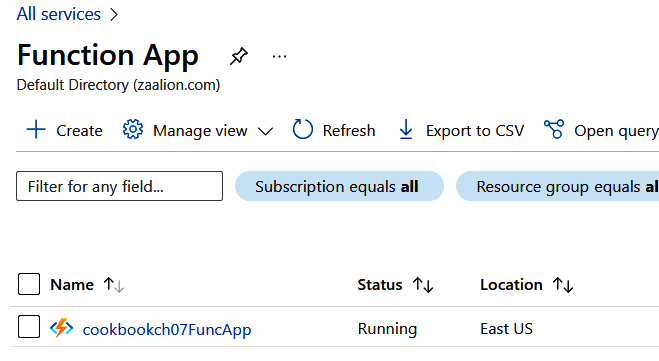 All services >
Function App ...
Default Directory (zaalion.com)
+ Create Manage view Refresh Export to CSV Open query
Filter for any field... Subscription equals all Resource group equals al
Name ↑↓ Status ↑↓ Location ↑↓
cookbookch07FuncApp Running East US